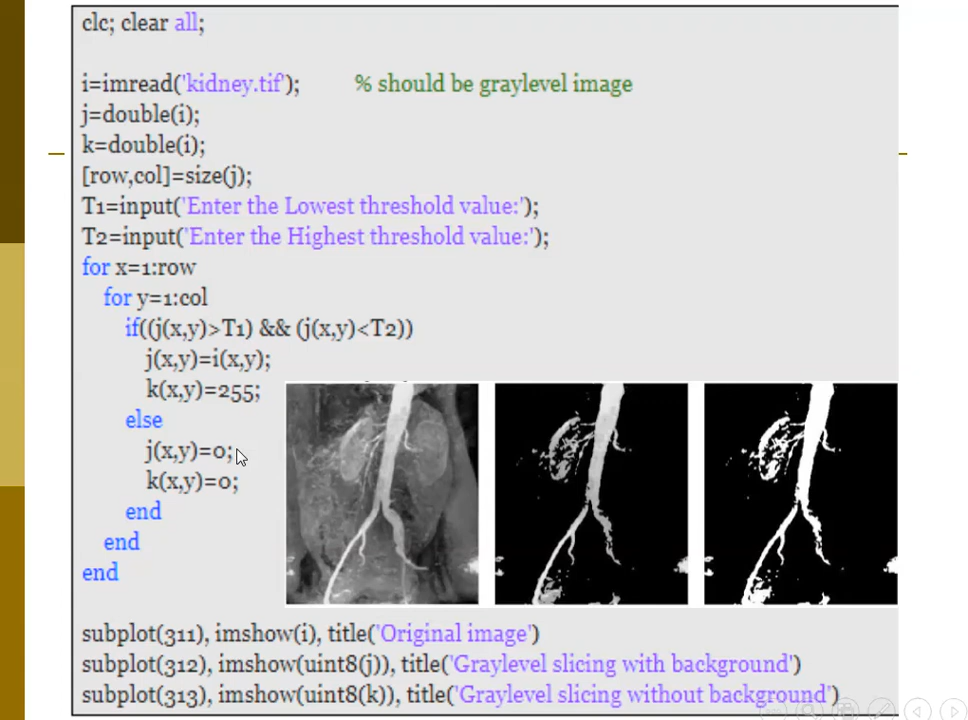 clc; clear all;
i=imread('kidney.tif'); % should be graylevel image
j=double(i);
k=double(i);
[row,col]=size(j);
T1=input('Enter the Lowest threshold value:');
T2=input('Enter the Highest threshold value:');
for x=1:row
for y=1:col
if((j(x,y)>T1) && (j(x,y)<T2))
j(x,y)=i(x,y);
k(x,y)=255;
else
j(x,y)=0;
k(x,y)=0;
end
end
end
subplot(311), imshow(i), title('Original image')
subplot(312), imshow(uint8(j)), title('Graylevel slicing with background')
subplot(313), imshow(uint8(k)), title('Graylevel slicing without background')